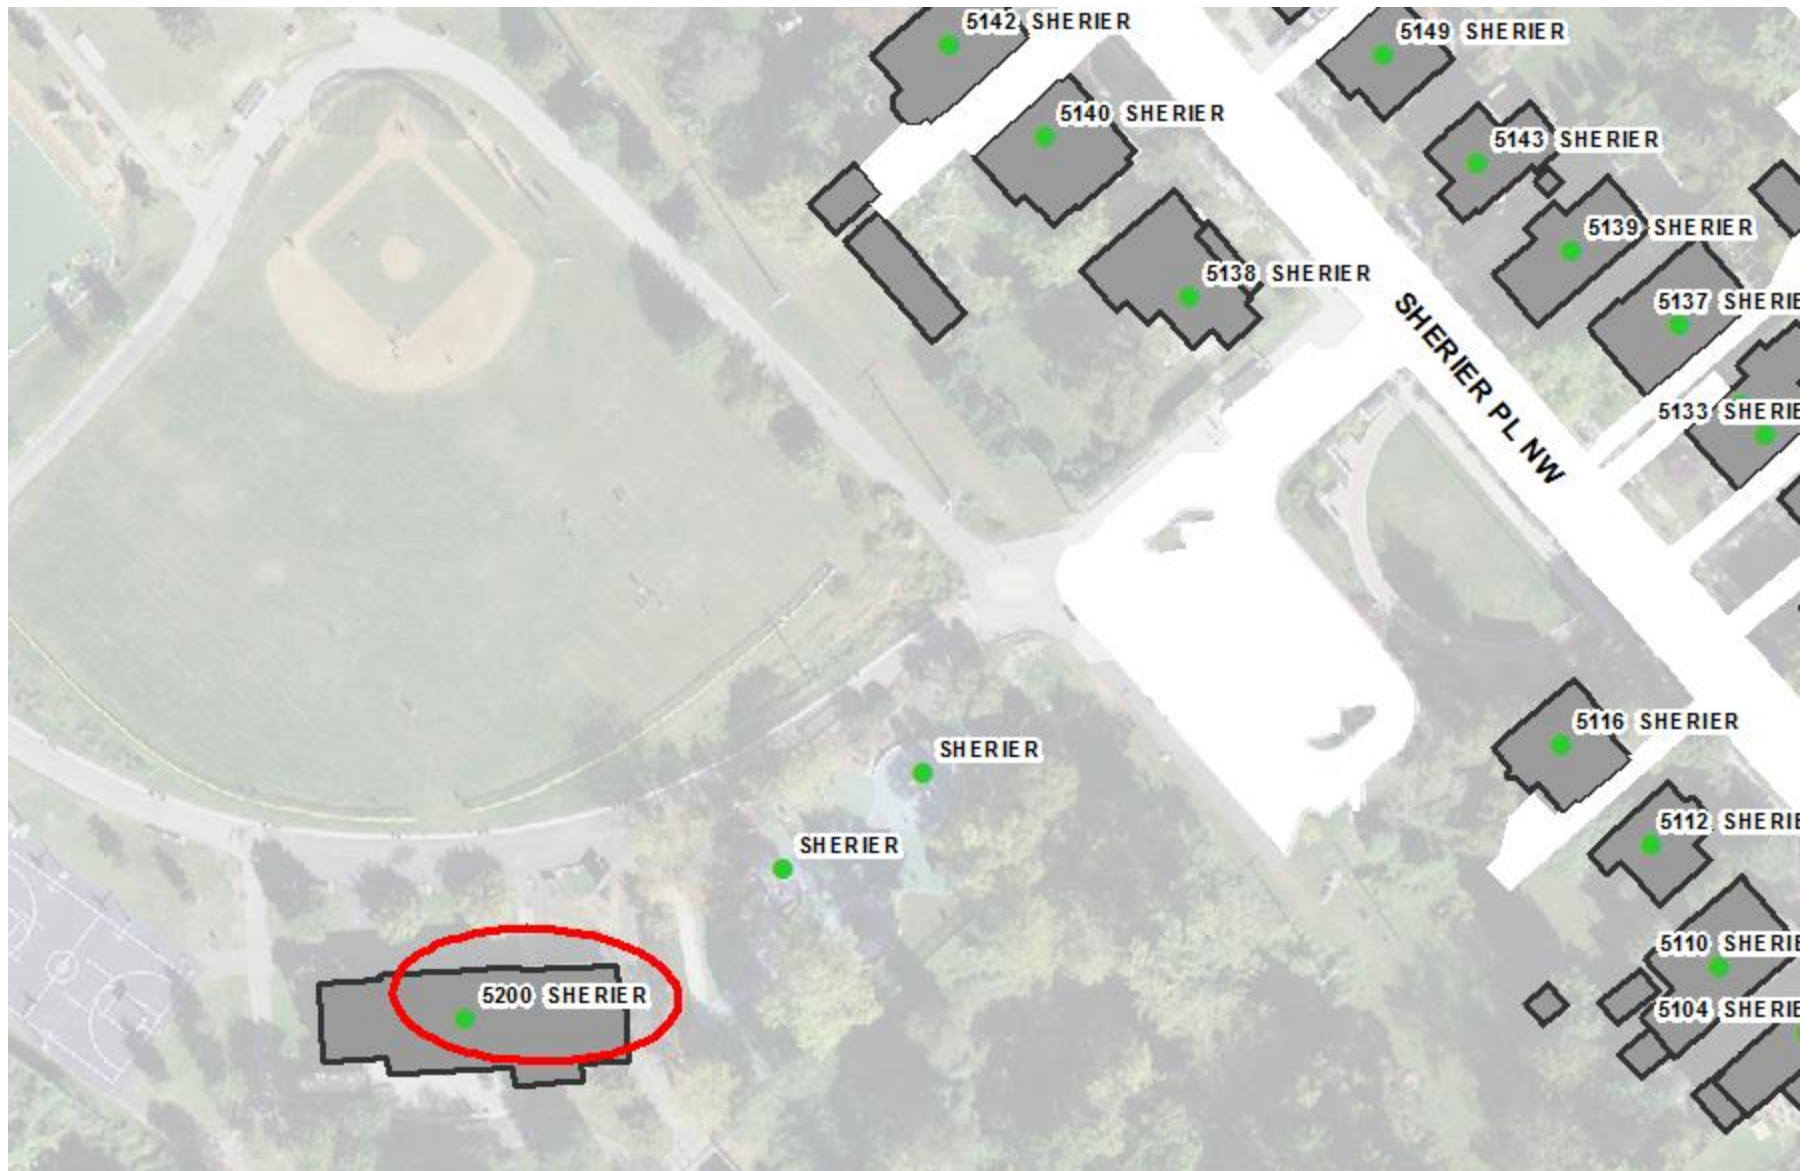 5142 SHERIER
5149 SHERIER
5140 SHERIER
5143 SHERIER
5139 SHERIER
5138 SHERIER
5137 SHERIE
SHERIER PL NW
5133 SHERIE
5116 SHERIER
SHERIER
5112 SHERIE
SHERIER
5110 SHERIE
5200 SHERIER
5104 SHERIE